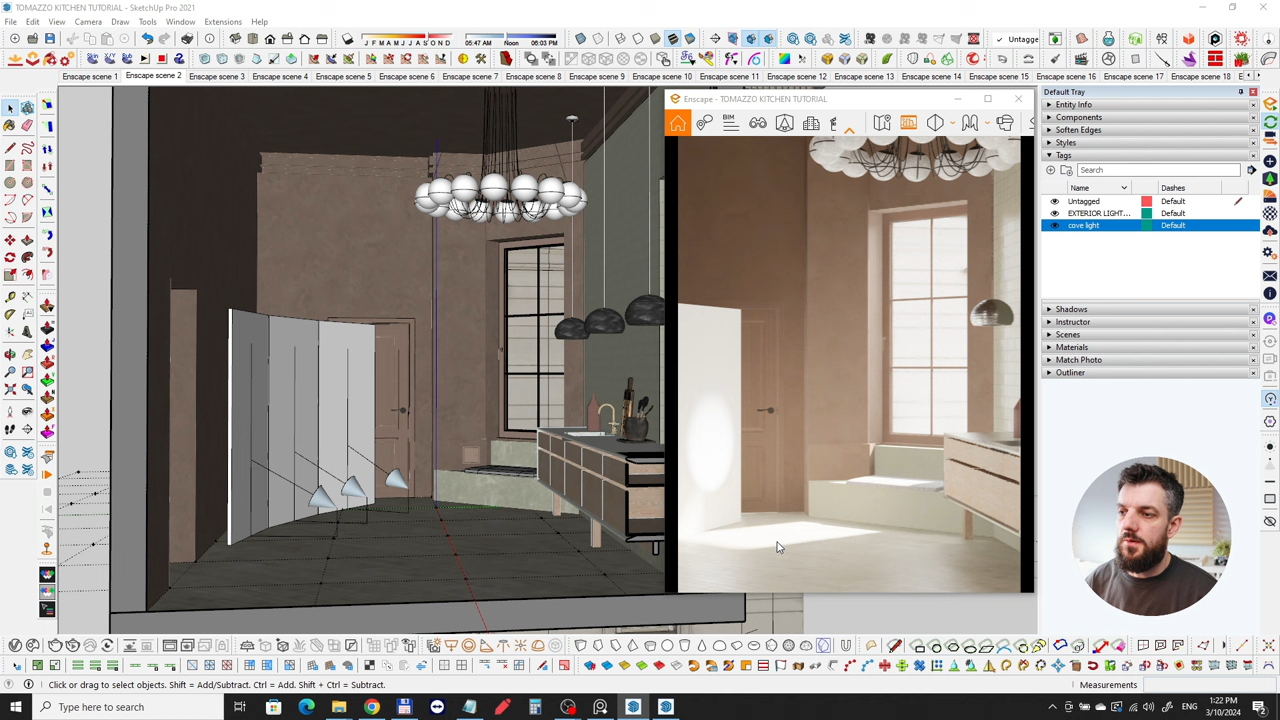 TOMAZZO KITCHEN TUTORIAL - SketchUp Pro 2021
File Edit View Camera Draw Tools Window Extensions Help
J F M A M J J A S O N D
05:47 AM Noon 06:03 PM
Untagge
Enscape scene 1 Enscape scene 2 Enscape scene 3 Enscape scene 4 Enscape scene 5 Enscape scene 6 Enscape scene 7 Enscape scene 8 Enscape scene 9 Enscape scene 10 Enscape scene 11 Enscape scene 12 Enscape scene 13 Enscape scene 14 Enscape scene 15 Enscape scene 16 Enscape scene 17 Enscape scene 18
Enscape - TOMAZZO KITCHEN TUTORIAL
BIM
Default Tray
Entity Info
Components
Soften Edges
Styles
Tags
Search
Name Dashes
Untagged Default
EXTERIOR LIGHT... Default
cove light Default
Shadows
Instructor
Scenes
Materials
Match Photo
Outliner
Click or drag to select objects. Shift = Add/Subtract. Ctrl = Add. Shift + Ctrl = Subtract.
Measurements
Type here to search
ENG
1:22 PM
3/10/2024